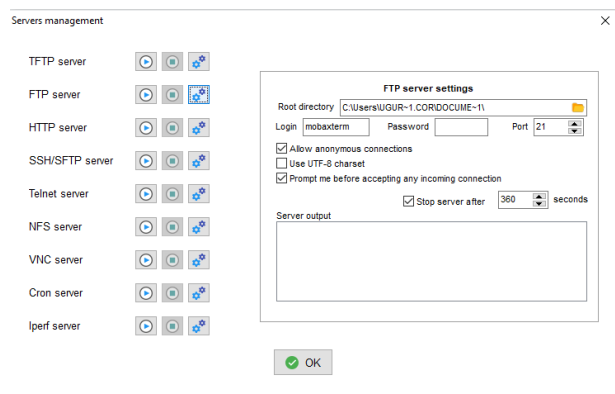 Servers management
TFTP server
FTP server
HTTP server
SSH/SFTP server
Telnet server
NFS server
VNC server
Cron server
Iperf server
FTP server settings
Root directory C:\Users\UGUR~1.COR\DOCUME~1\
Login mobaxterm Password Port 21
Allow anonymous connections
Use UTF-8 charset
Prompt me before accepting any incoming connection
Stop server after 360 seconds
Server output
OK